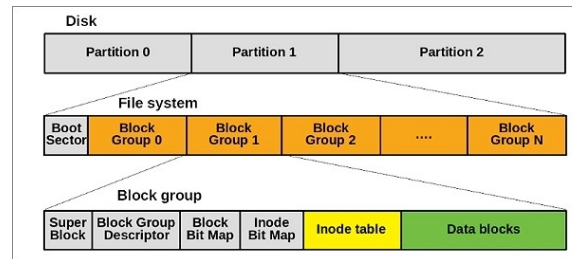 Disk
Partition 0 Partition 1 Partition 2
File system
Boot Sector Block Group 0 Block Group 1 Block Group 2 .... Block Group N
Block group
Super Block Block Group Descriptor Block Bit Map Inode Bit Map Inode table Data blocks